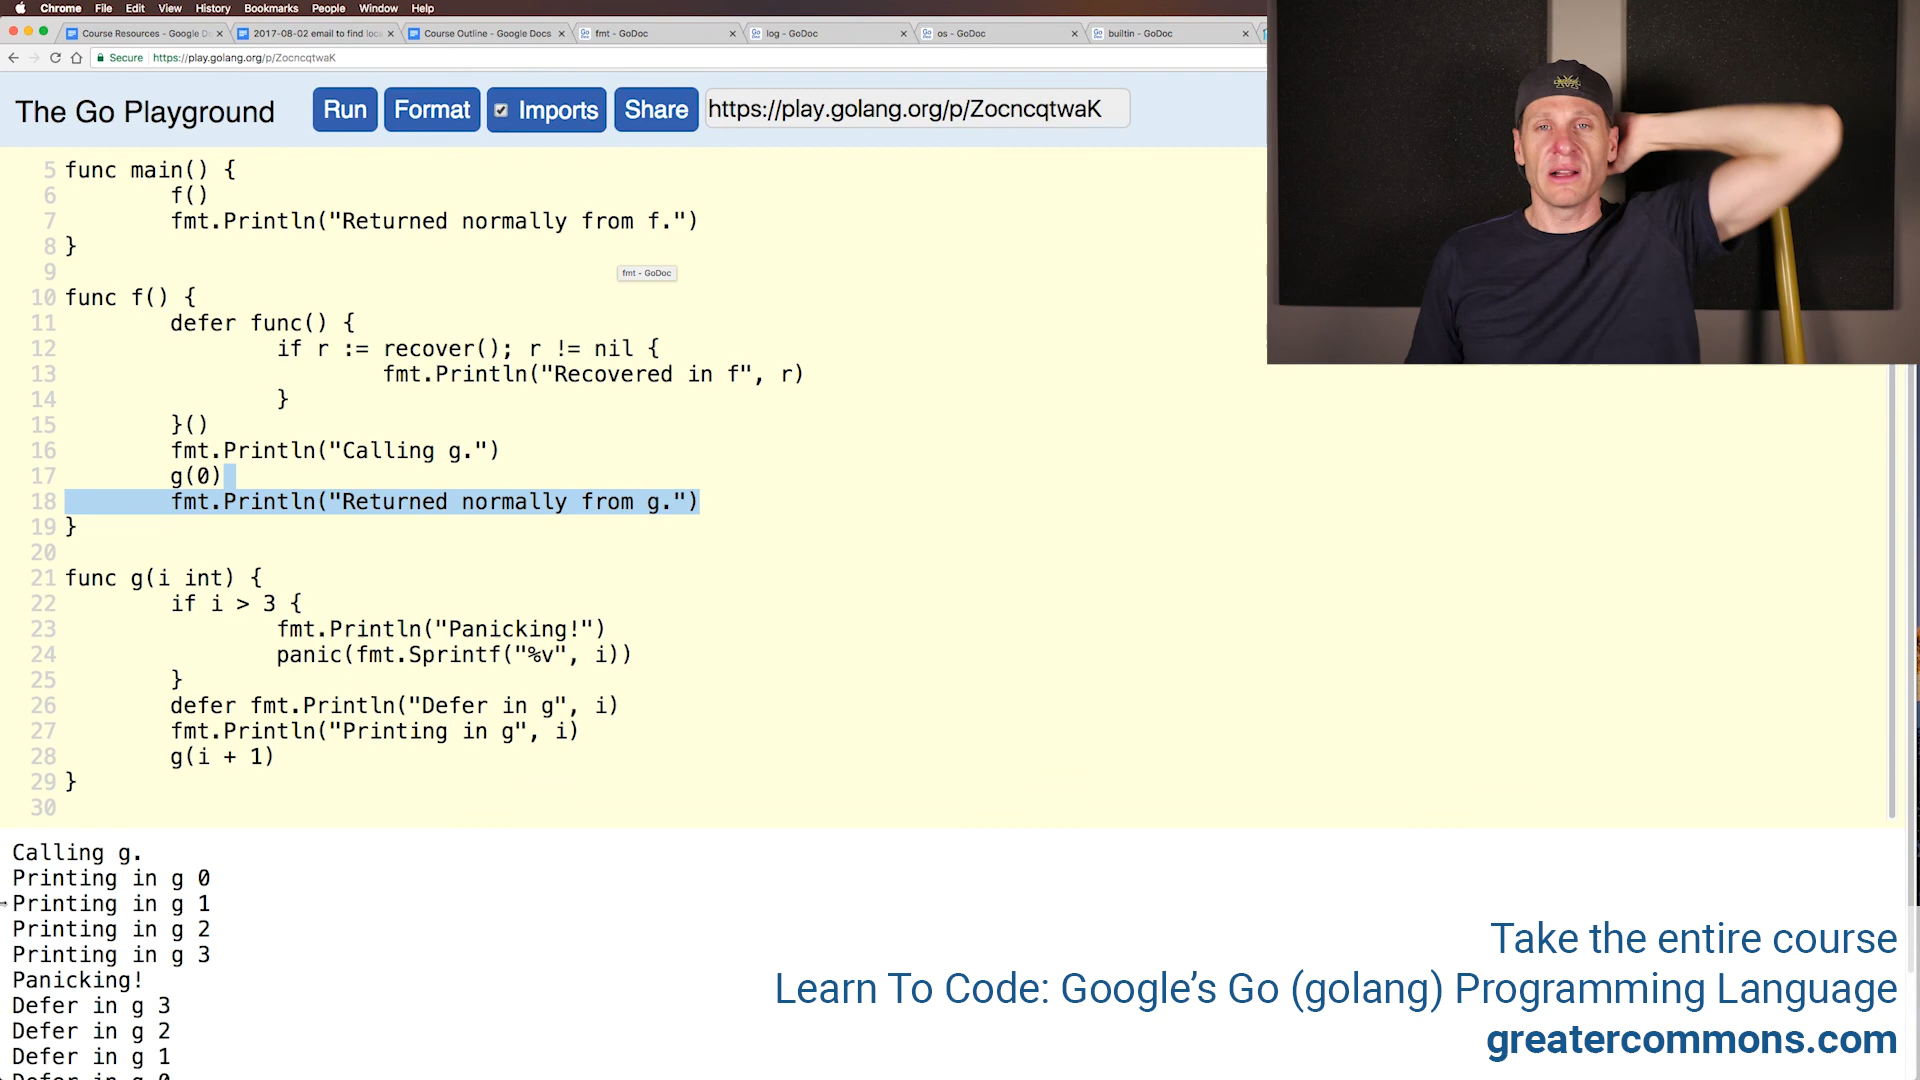 Chrome File Edit View History Bookmarks People Window Help
Course Resources - Google D
2017-08-02 email to find loca
Course Outline - Google Docs
fmt - GoDoc
log - GoDoc
os - GoDoc
builtin - GoDoc
Secure https://play.golang.org/p/ZocncqtwaK
The Go Playground Run Format Imports Share https://play.golang.org/p/ZocncqtwaK
5 func main() {
6 f()
7 fmt.Println("Returned normally from f.")
8 }
9
fmt - GoDoc
10 func f() {
11 defer func() {
12 if r := recover(); r != nil {
13 fmt.Println("Recovered in f", r)
14 }
15 }()
16 fmt.Println("Calling g.")
17 g(0)
18 fmt.Println("Returned normally from g.")
19 }
20
21 func g(i int) {
22 if i > 3 {
23 fmt.Println("Panicking!")
24 panic(fmt.Sprintf("%v", i))
25 }
26 defer fmt.Println("Defer in g", i)
27 fmt.Println("Printing in g", i)
28 g(i + 1)
29 }
30
Calling g.
Printing in g 0
Printing in g 1
Printing in g 2
Printing in g 3
Panicking!
Defer in g 3
Defer in g 2
Defer in g 1
Defer in g 0
Take the entire course
Learn To Code: Google's Go (golang) Programming Language
greatercommons.com